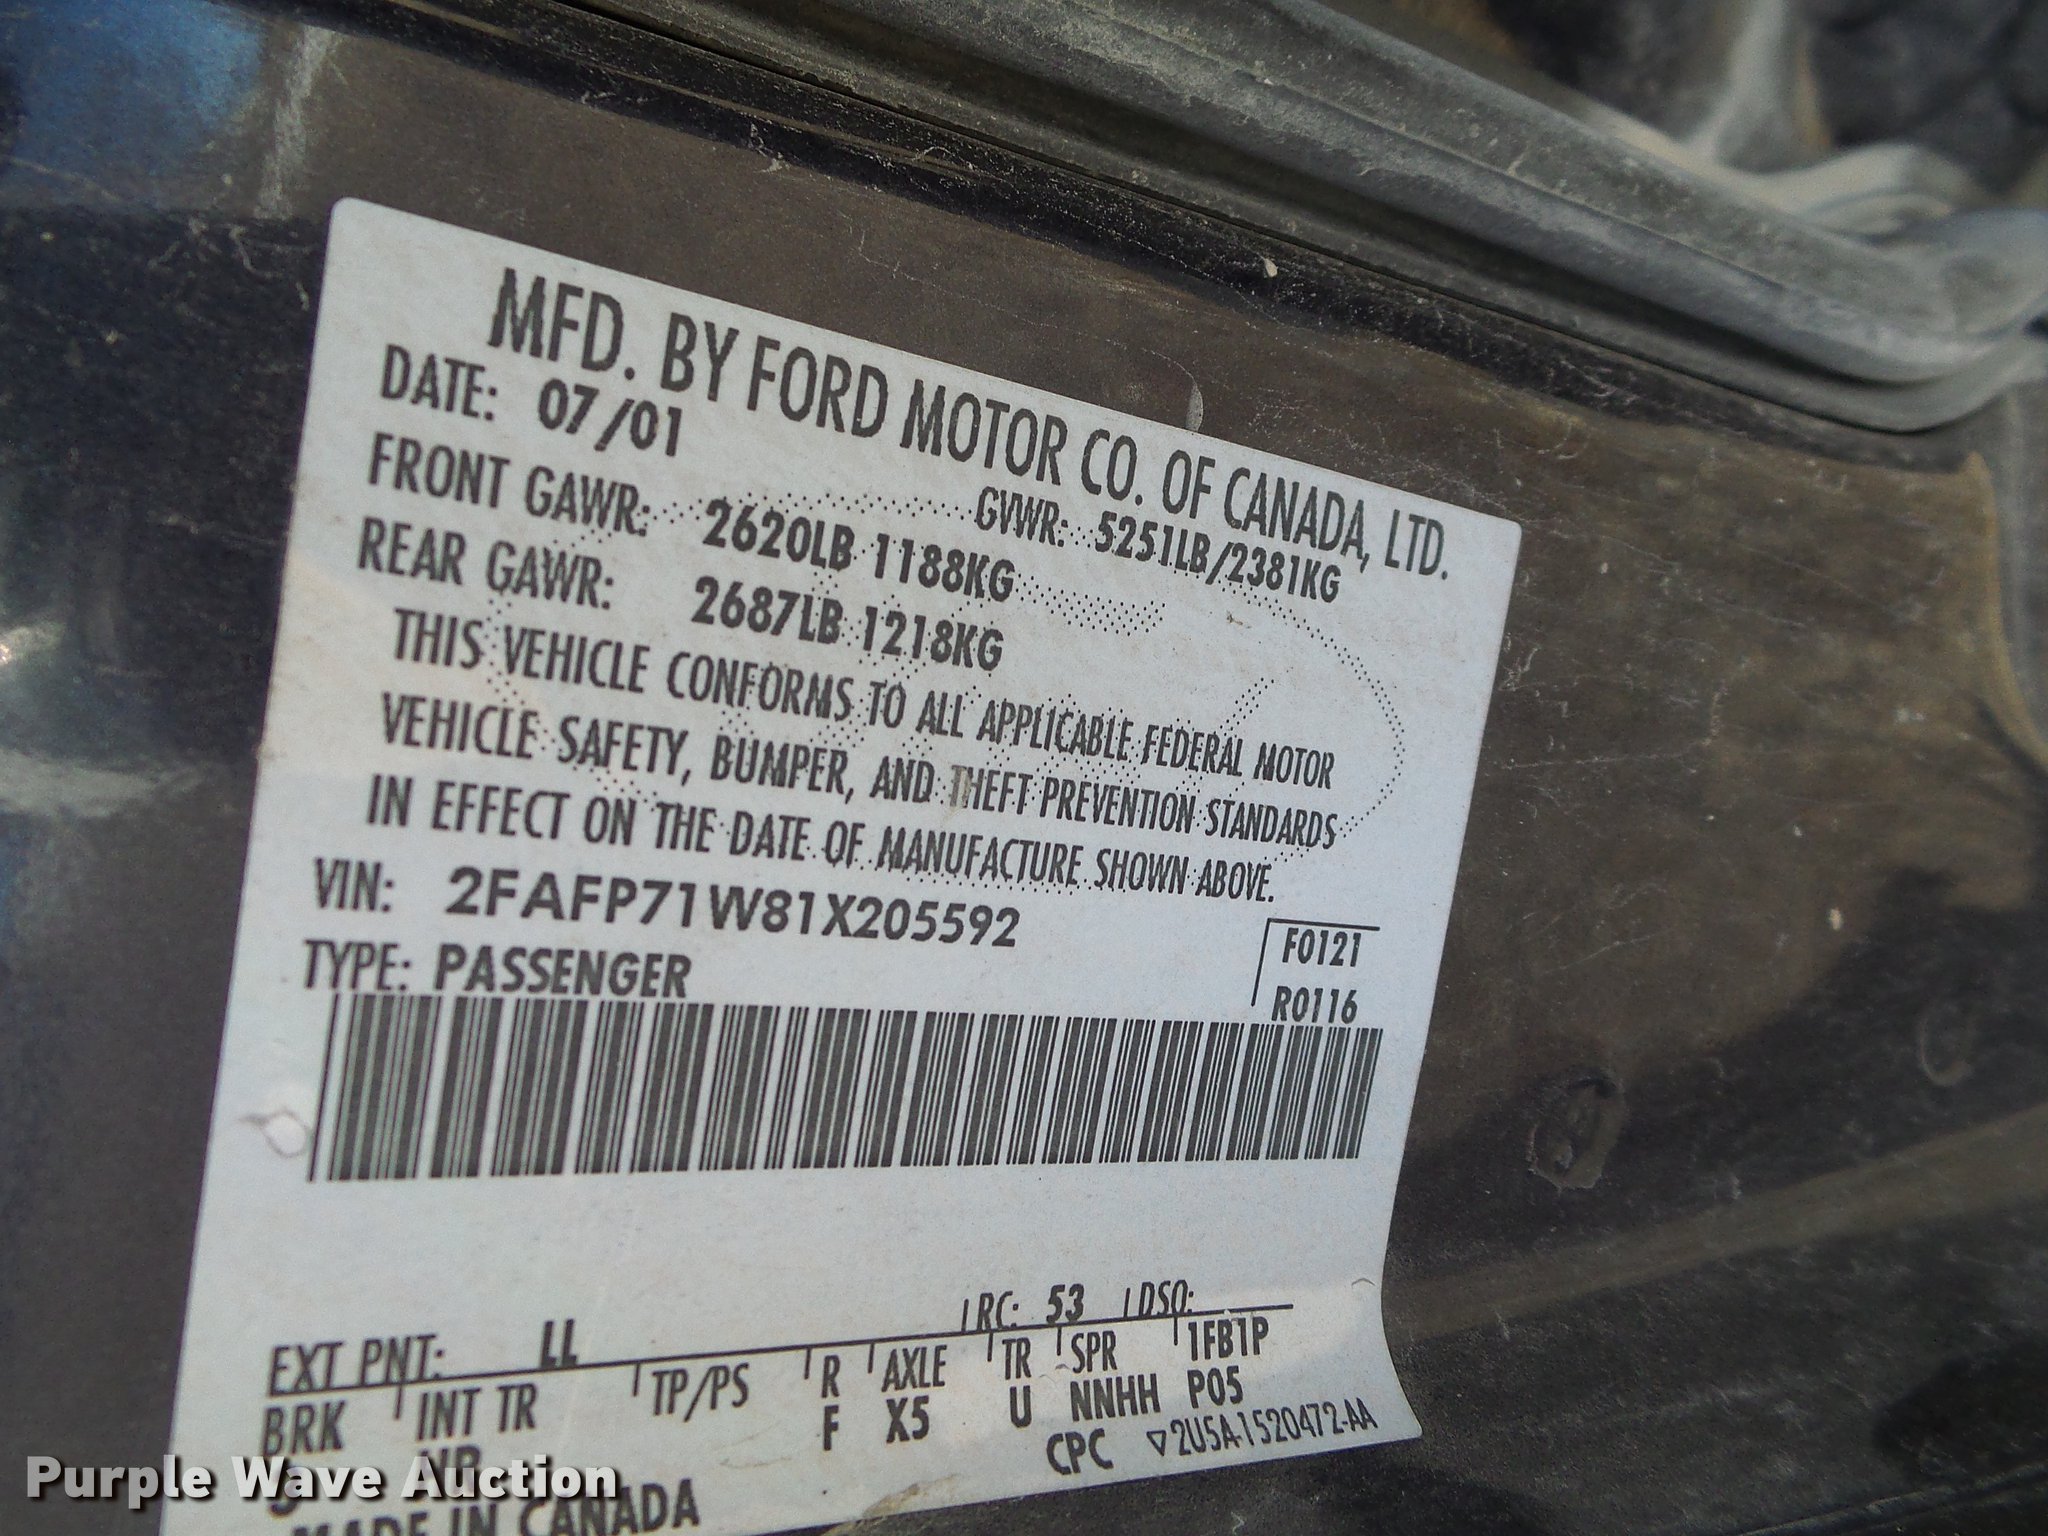 MFD. BY FORD MOTOR CO. OF CANADA, LTD.
DATE: 07/01 GVWR: 5251LB/2381KG
FRONT GAWR: 2620LB 1188KG
REAR GAWR: 2687LB 1218KG
THIS VEHICLE CONFORMS TO ALL APPLICABLE FEDERAL MOTOR
VEHICLE SAFETY, BUMPER, AND THEFT PREVENTION STANDARDS
IN EFFECT ON THE DATE OF MANUFACTURE SHOWN ABOVE.
VIN: 2FAFP71W81X205592
TYPE: PASSENGER
F0121
R0116
EXT PNT: LL RC: 53 DSO:
BRK INT TR TP/PS R AXLE TR SPR 1FB1P
NR F X5 U NNHH P05
CPC 2U5A-1520472-AA
MADE IN CANADA
Purple Wave Auction